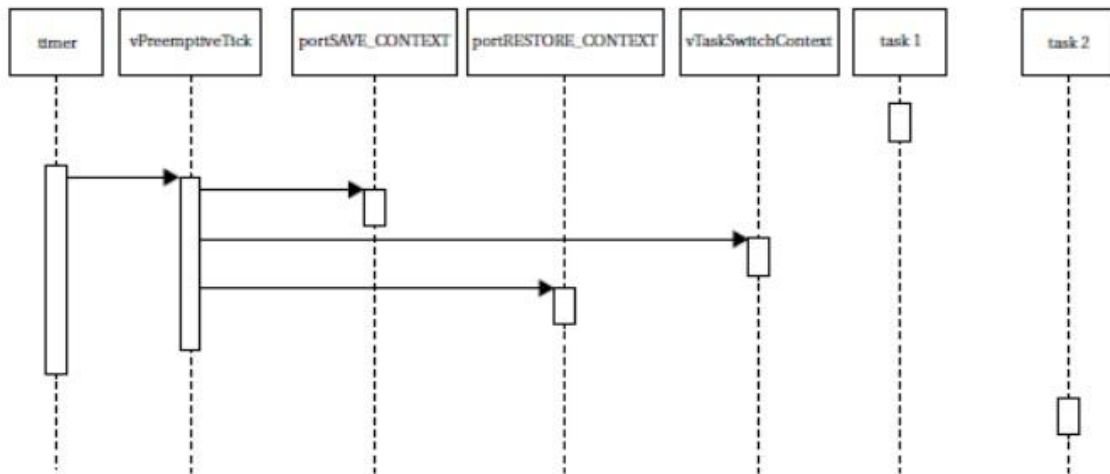 timer
vPreemptiveTick
portSAVE_CONTEXT
portRESTORE_CONTEXT
vTaskSwitchContext
task 1
task 2